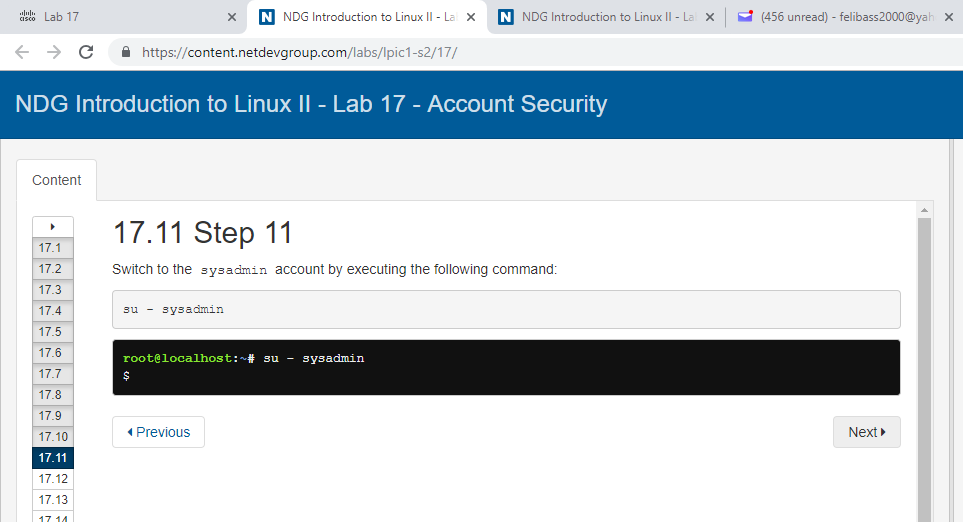 Lab 17
NDG Introduction to Linux II - La
NDG Introduction to Linux II - La
(456 unread) - felibass2000@yah
https://content.netdevgroup.com/labs/lpic1-s2/17/
NDG Introduction to Linux II - Lab 17 - Account Security
Content
17.1
17.2
17.3
17.4
17.5
17.6
17.7
17.8
17.9
17.10
17.11
17.12
17.13
17.14
17.11 Step 11
Switch to the sysadmin account by executing the following command:
su - sysadmin
root@localhost:~# su - sysadmin
$
Previous
Next